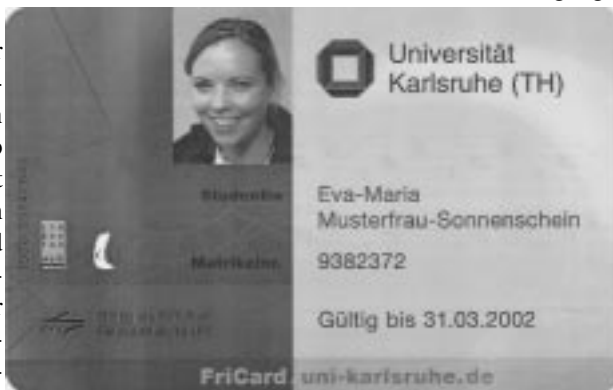 Universität
Karlsruhe (TH)
Studentin
Eva-Maria
Musterfrau-Sonnenschein
Matrikelnr.
9382372
Gültig bis 31.03.2002
FriCard.uni-karlsruhe.de